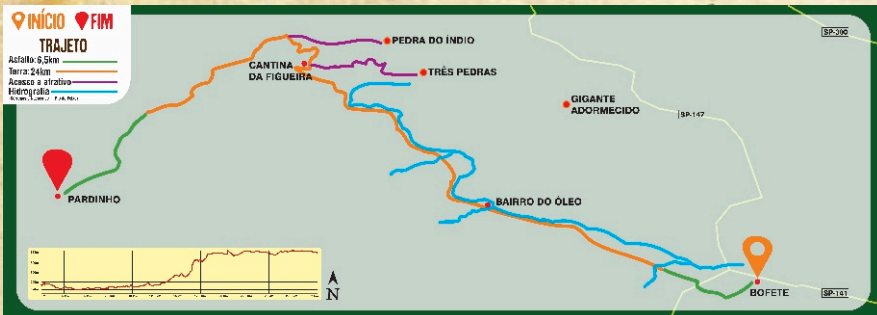 INÍCIO FIM
TRAJETO
Asfalto: 6,5km
Terra: 24km
Acesso a atrativo
Hidrografia
PEDRA DO ÍNDIO
CANTINA
DA FIGUEIRA
TRÊS PEDRAS
GIGANTE
ADORMECIDO
SP-300
SP-147
PARDINHO
BAIRRO DO ÓLEO
N
BOFETE
SP-141